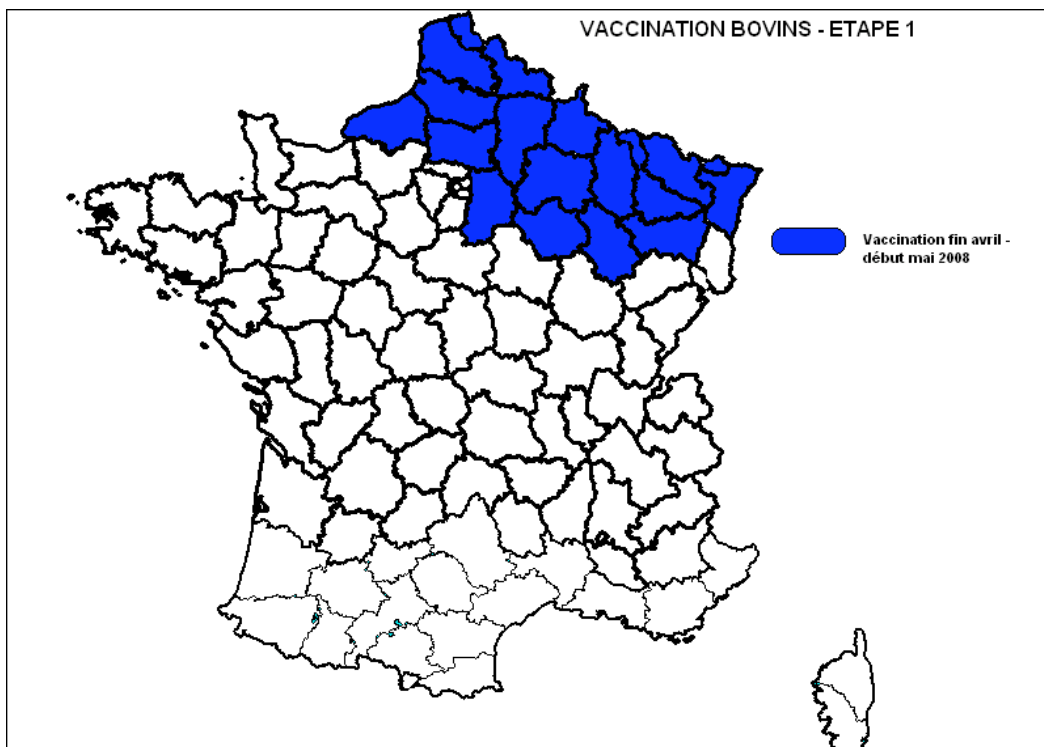 VACCINATION BOVINS - ETAPE 1
Vaccination fin avril -
début mai 2008